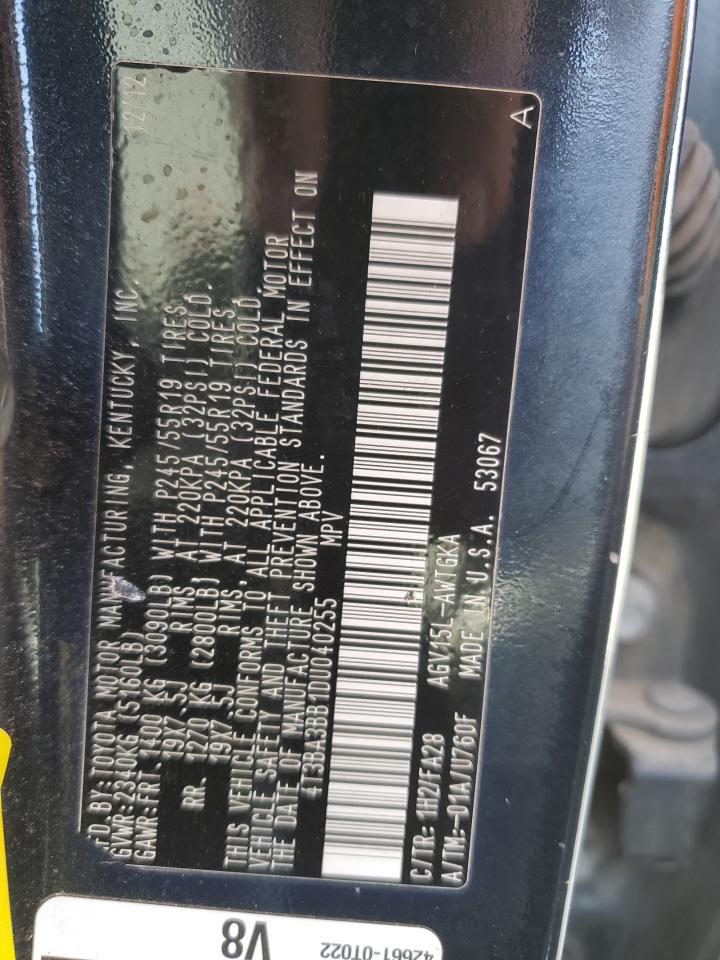 MFD.BY:TOYOTA MOTOR MANUFACTURING, KENTUCKY, INC. 12/12
GVWR:2340KG (5160LB)
GAWR:FRT.1400 KG (3090LB) WITH P245/55R19 TIRES,
19X7.5J RIMS, AT 220KPA (32PSI) COLD.
RR. 1270 KG (2800LB) WITH P245/55R19 TIRES,
19X7.5J RIMS, AT 220KPA (32PSI) COLD.
THIS VEHICLE CONFORMS TO ALL APPLICABLE FEDERAL MOTOR
VEHICLE SAFETY AND THEFT PREVENTION STANDARDS IN EFFECT ON
THE DATE OF MANUFACTURE SHOWN ABOVE.
4T3BA3BB1DU040255 MPV
C/TR: 1H2/FA28 AGV15L-AWTGKA
A/TM:-01A/U760F MADE IN U.S.A. 53067
A
V8
42661-0T022